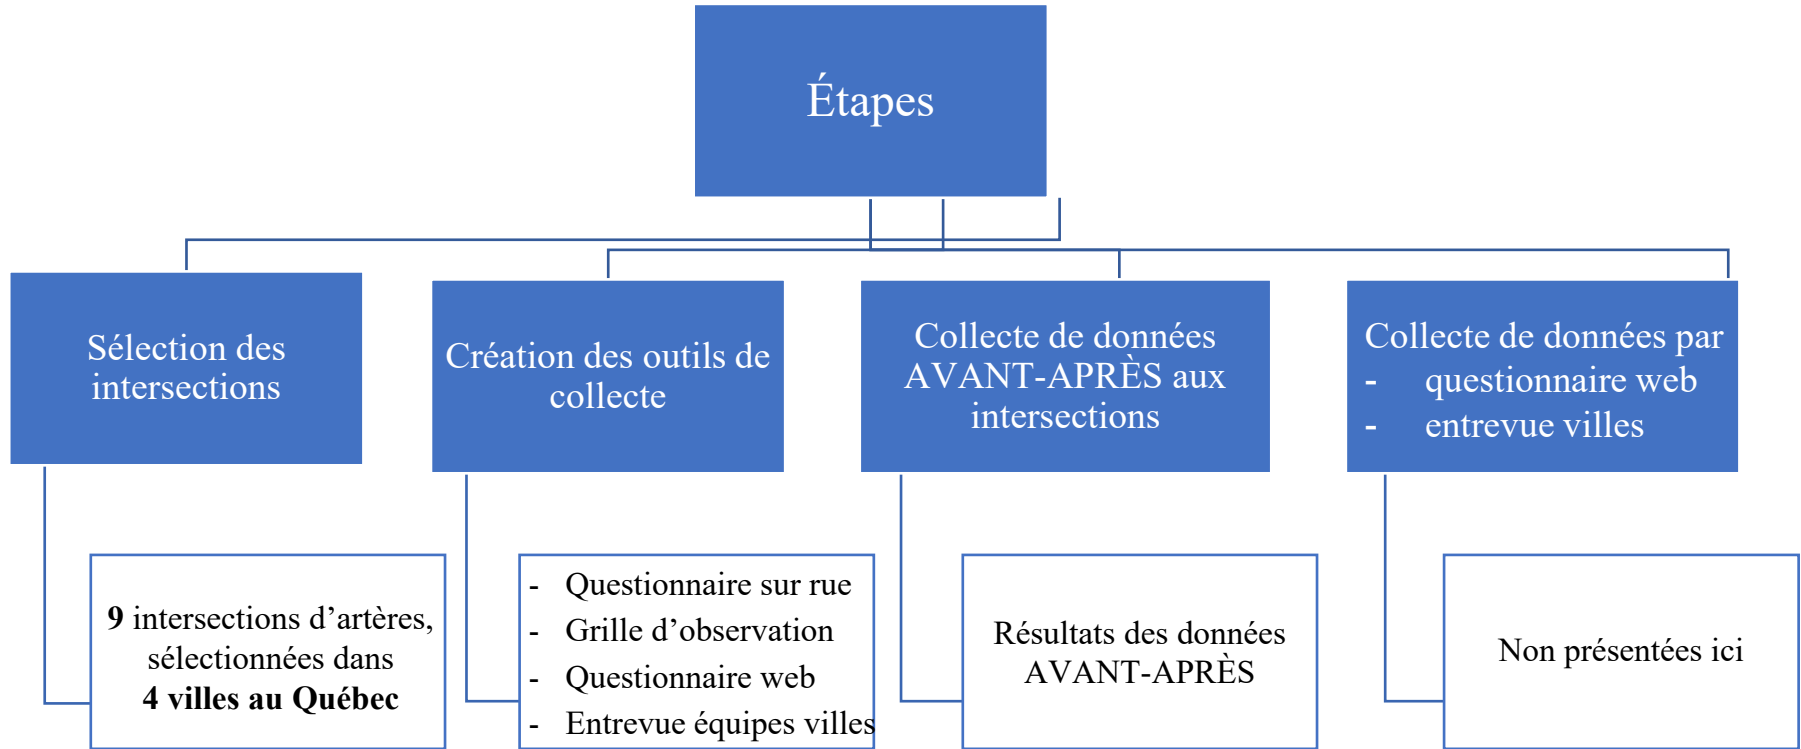 Étapes
Sélection des
intersections
Création des outils de
collecte
Collecte de données
AVANT-APRÈS aux
intersections
Collecte de données par
- questionnaire web
- entrevue villes
9 intersections d’artères,
sélectionnées dans
4 villes au Québec
- Questionnaire sur rue
- Grille d’observation
- Questionnaire web
- Entrevue équipes villes
Résultats des données
AVANT-APRÈS
Non présentées ici